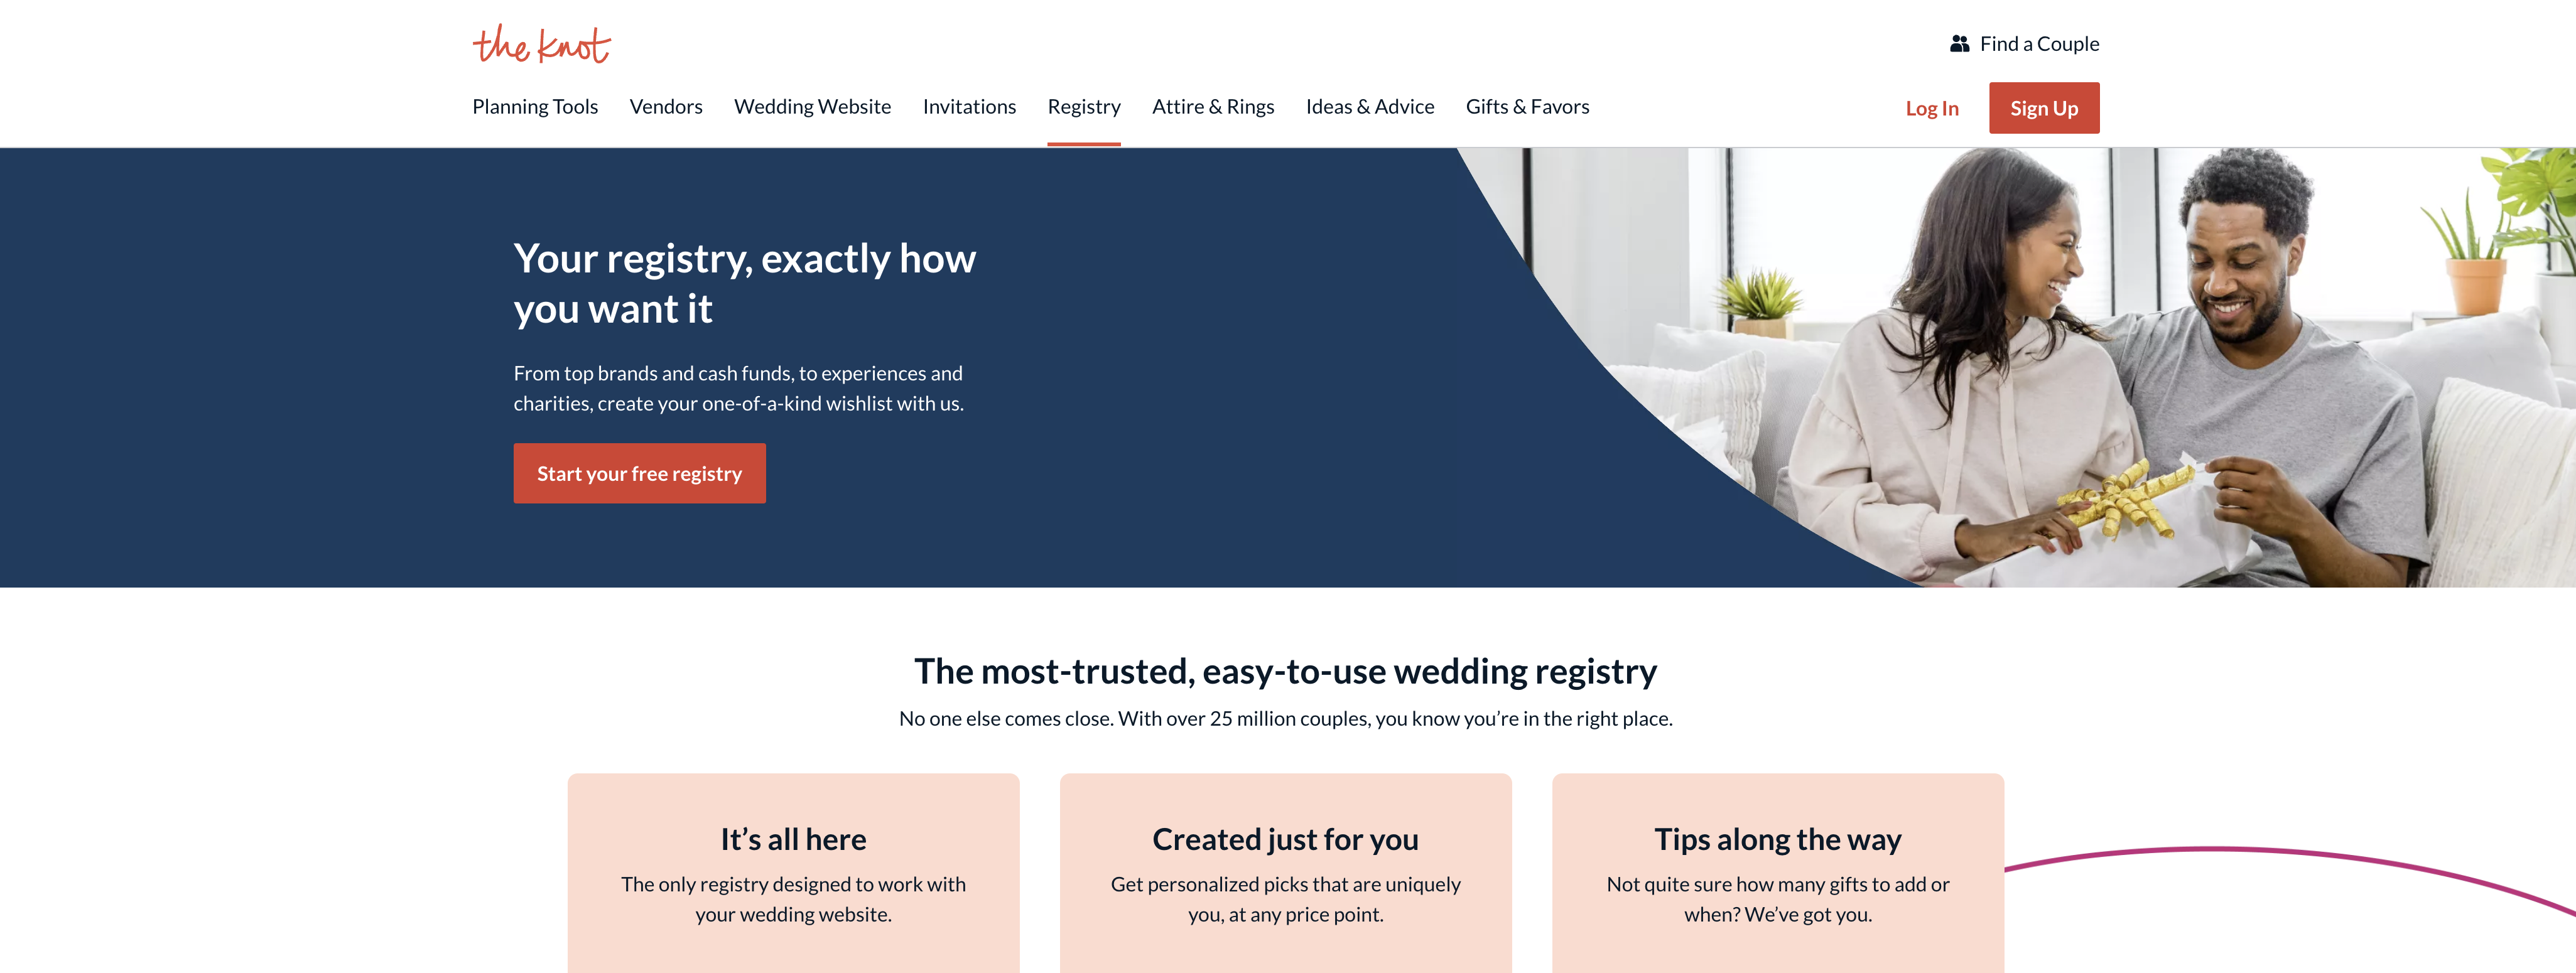 the knot
Find a Couple
Planning Tools
Vendors
Wedding Website
Invitations
Registry
Attire & Rings
Ideas & Advice
Gifts & Favors
Log In
Sign Up
Your registry, exactly how
you want it
From top brands and cash funds, to experiences and
charities, create your one-of-a-kind wishlist with us.
Start your free registry
The most-trusted, easy-to-use wedding registry
No one else comes close. With over 25 million couples, you know you’re in the right place.
It’s all here
The only registry designed to work with
your wedding website.
Created just for you
Get personalized picks that are uniquely
you, at any price point.
Tips along the way
Not quite sure how many gifts to add or
when? We’ve got you.